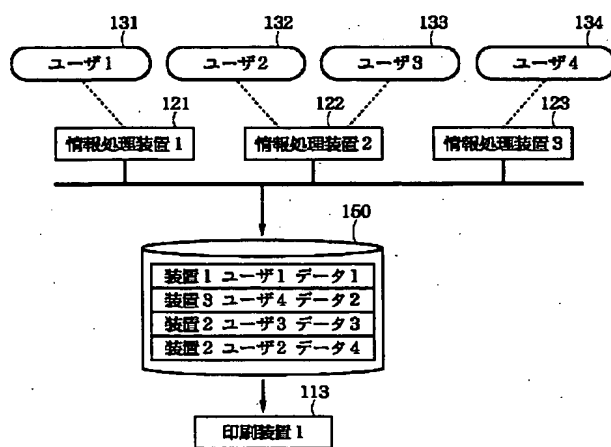 131 132 133 134
ユーザ1 ユーザ2 ユーザ3 ユーザ4
121 122 123
情報処理装置1 情報処理装置2 情報処理装置3
150
装置1 ユーザ1 データ1
装置3 ユーザ4 データ2
装置2 ユーザ3 データ3
装置2 ユーザ2 データ4
113
印刷装置1